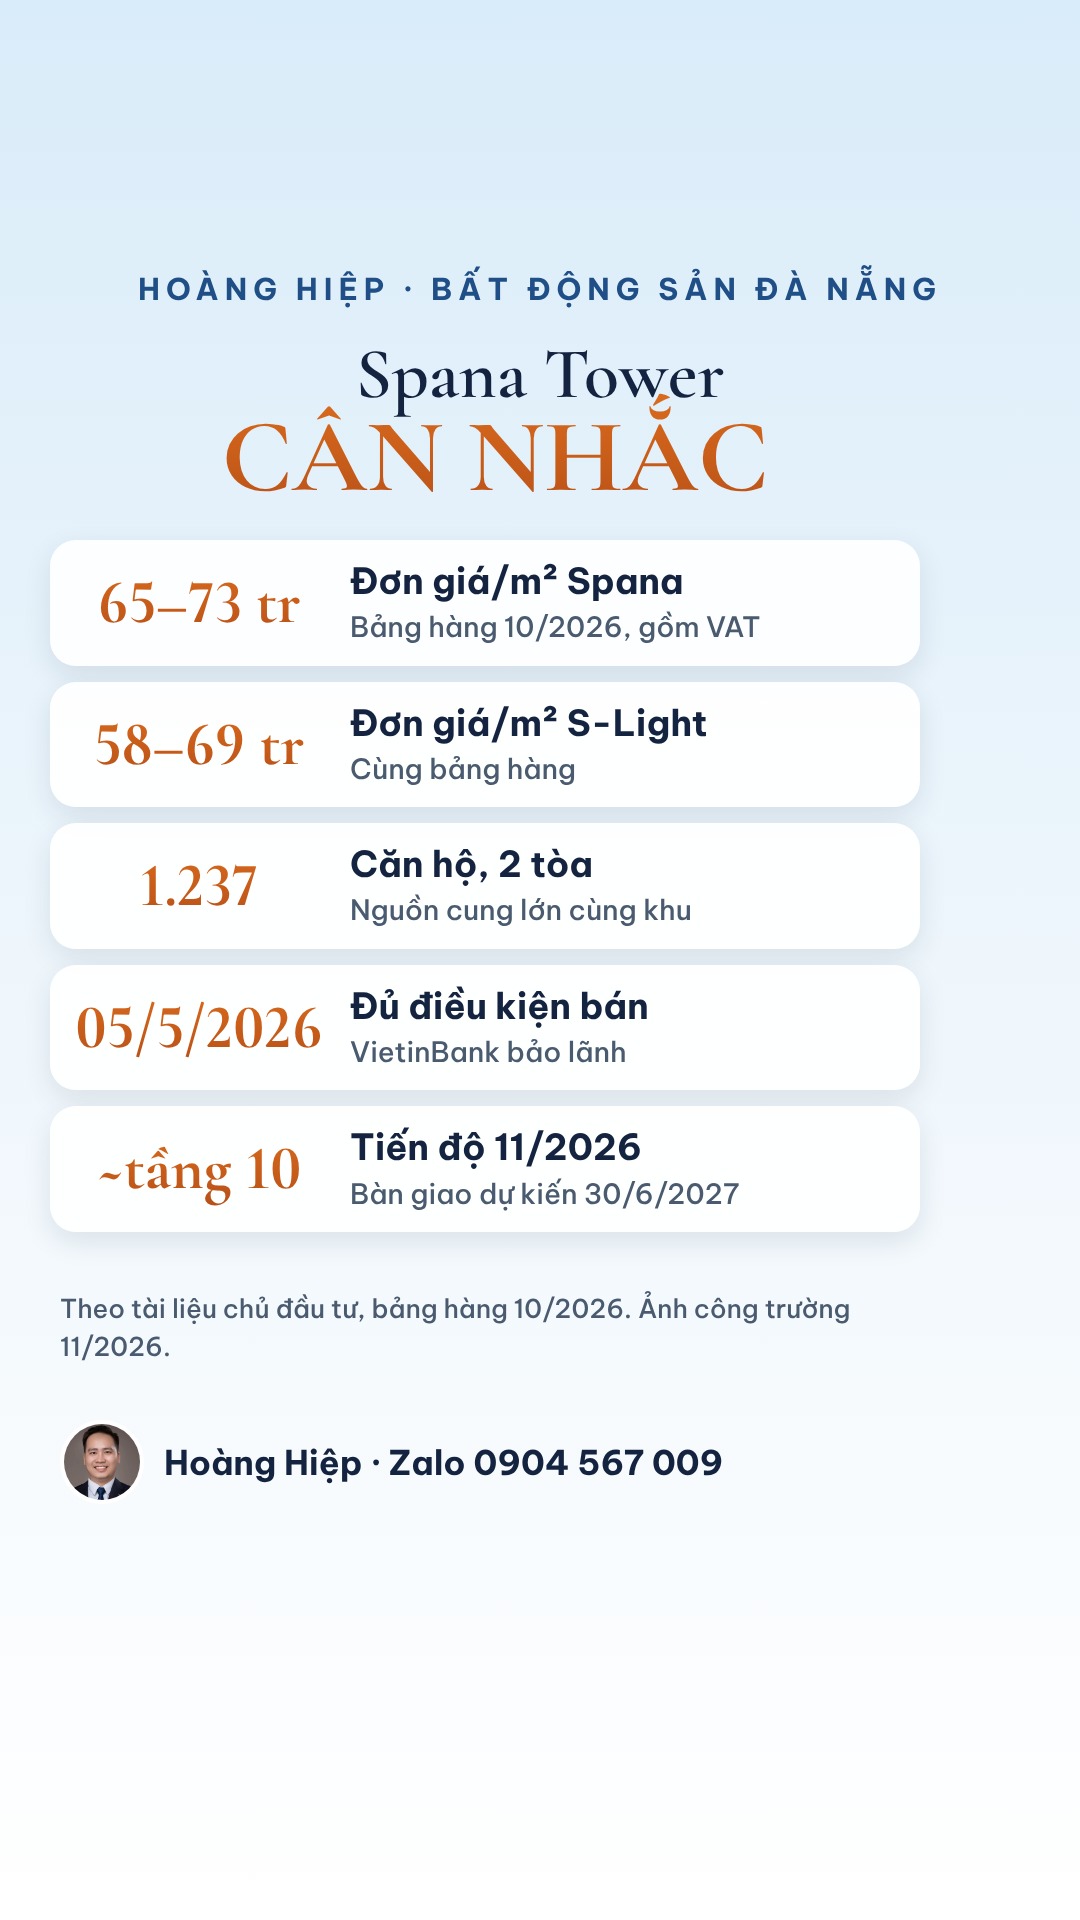 HOÀNG HIỆP · BẤT ĐỘNG SẢN ĐÀ NẴNG
Spana Tower
CÂN NHẮC
65–73 tr
Đơn giá/m² Spana
Bảng hàng 10/2026, gồm VAT
58–69 tr
Đơn giá/m² S-Light
Cùng bảng hàng
1.237
Căn hộ, 2 tòa
Nguồn cung lớn cùng khu
05/5/2026
Đủ điều kiện bán
VietinBank bảo lãnh
~tầng 10
Tiến độ 11/2026
Bàn giao dự kiến 30/6/2027
Theo tài liệu chủ đầu tư, bảng hàng 10/2026. Ảnh công trường
11/2026.
Hoàng Hiệp · Zalo 0904 567 009